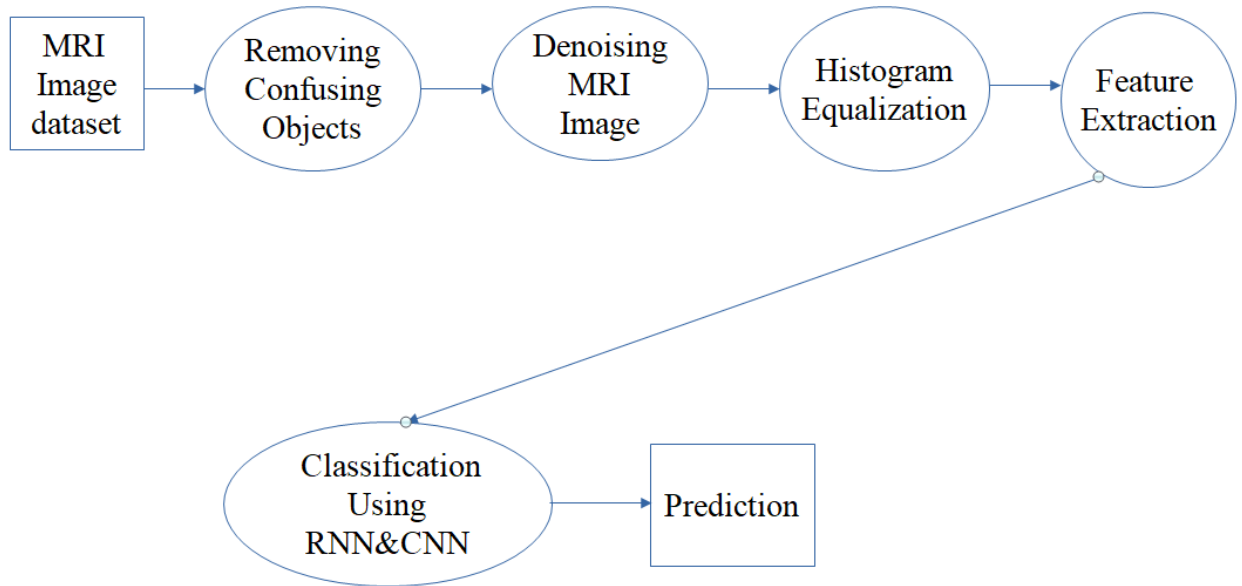 MRI
Image
dataset
Removing
Confusing
Objects
Denoising
MRI
Image
Histogram
Equalization
Feature
Extraction
Classification
Using
RNN&CNN
Prediction